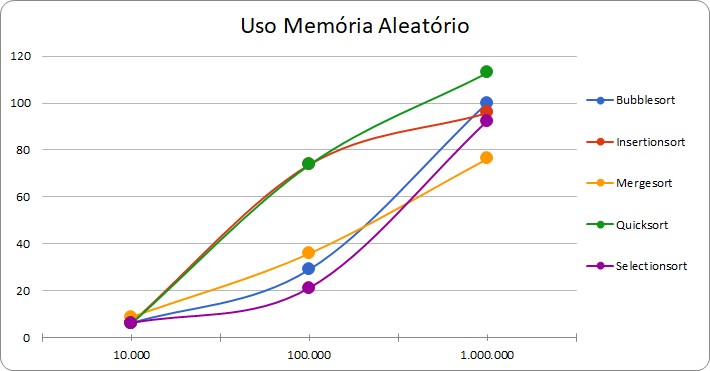 Uso Memória Aleatório
120
100
80
60
40
20
0
10.000
100.000
1.000.000
Bubblesort
Insertionsort
Mergesort
Quicksort
Selectionsort